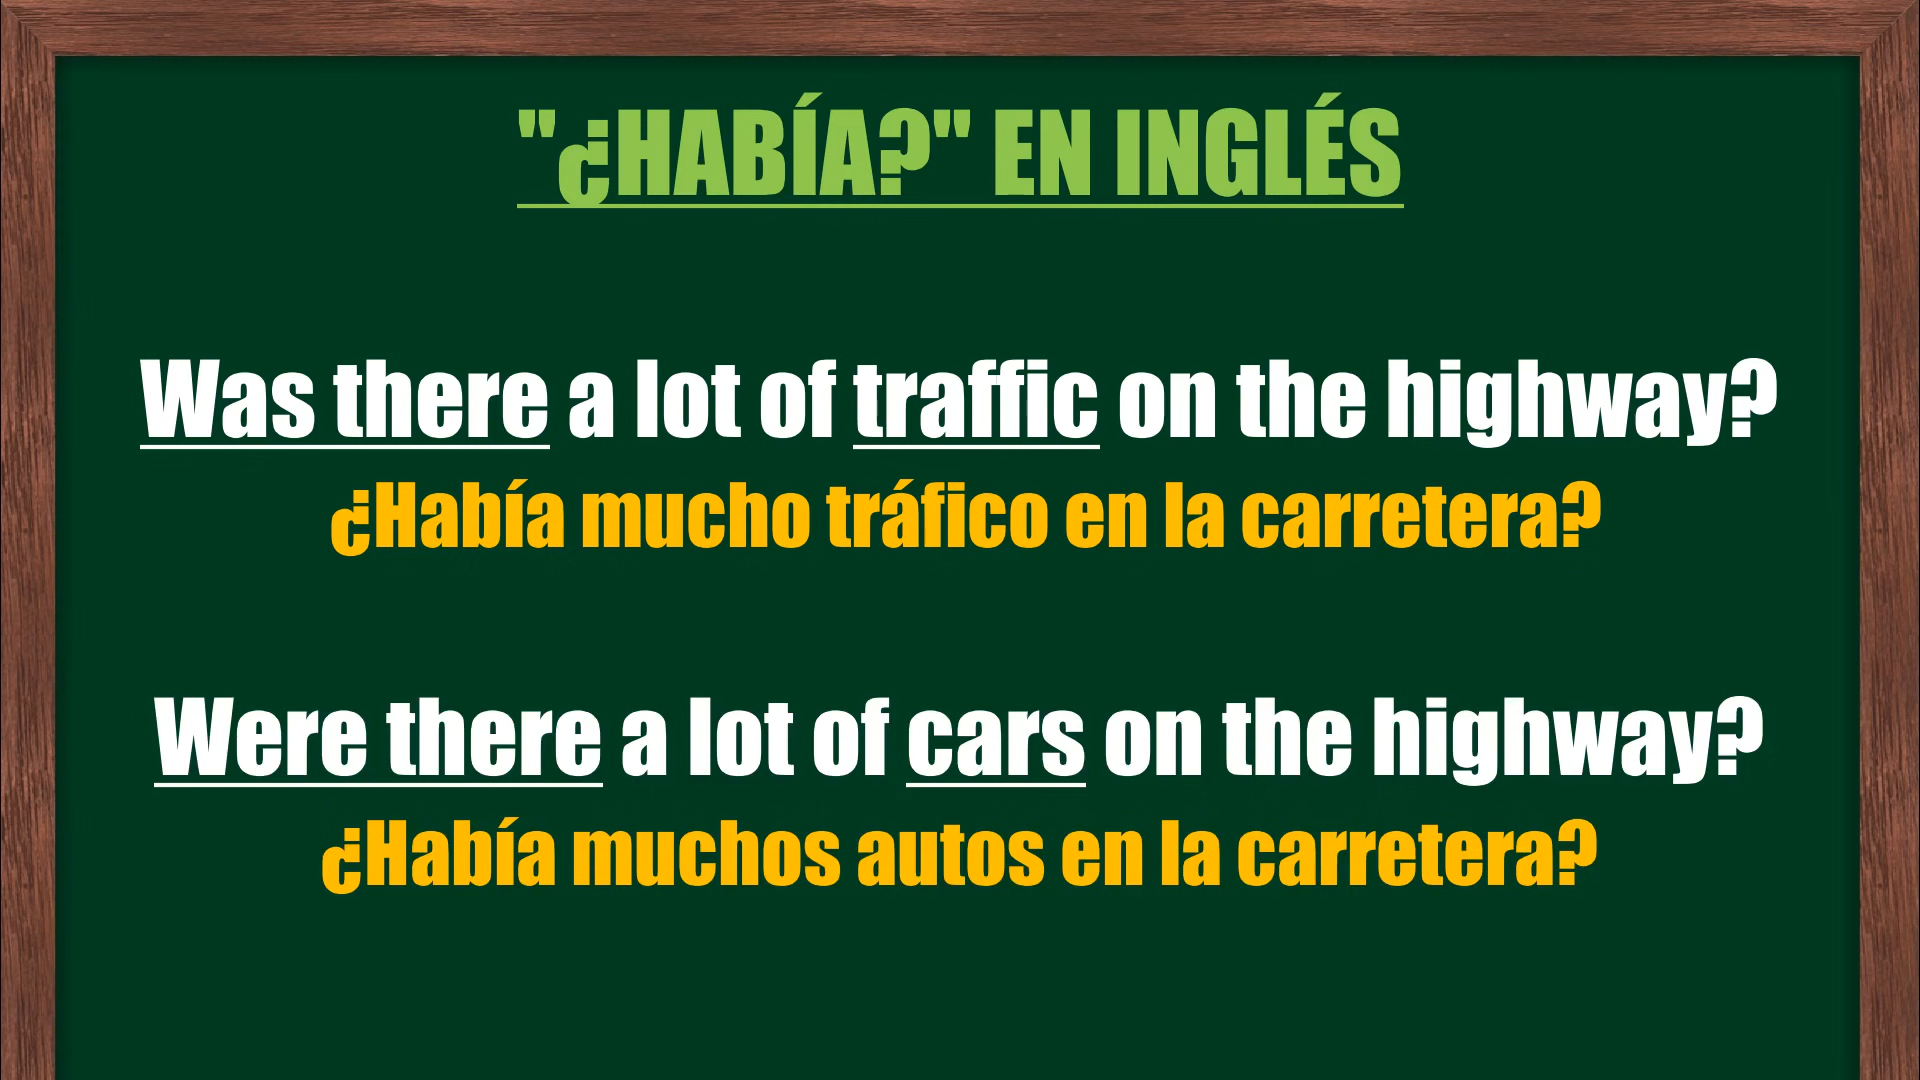 "¿HABÍA?" EN INGLÉS
Was there a lot of traffic on the highway?
¿Había mucho tráfico en la carretera?
Were there a lot of cars on the highway?
¿Había muchos autos en la carretera?